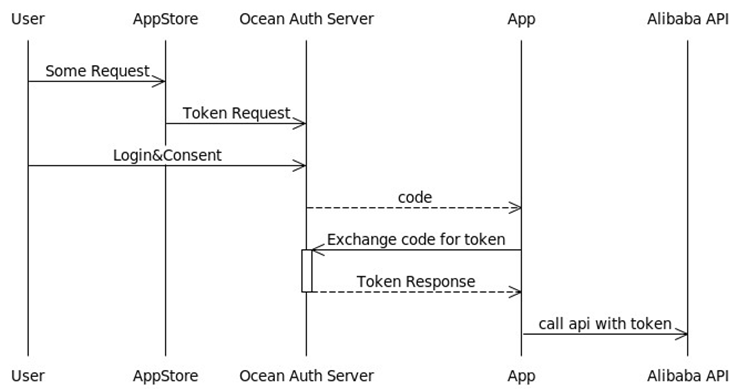 User AppStore Ocean Auth Server App Alibaba API
Some Request
Token Request
Login&Consent
code
Exchange code for token
Token Response
call api with token
User AppStore Ocean Auth Server App Alibaba API